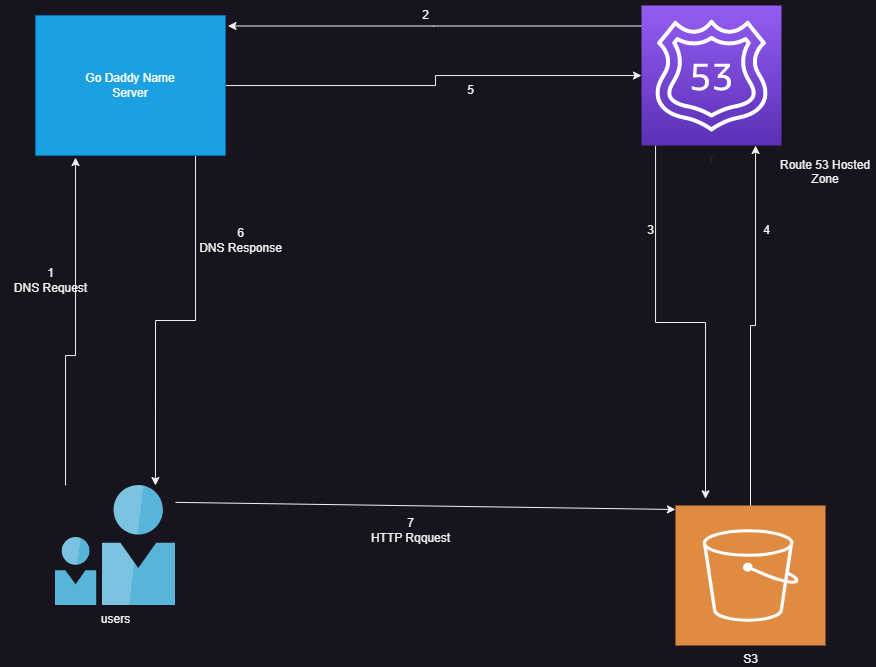 2
Go Daddy Name
Server
53
5
Route 53 Hosted
Zone
6
DNS Response
3
4
1
DNS Request
7
HTTP Rqquest
users
S3